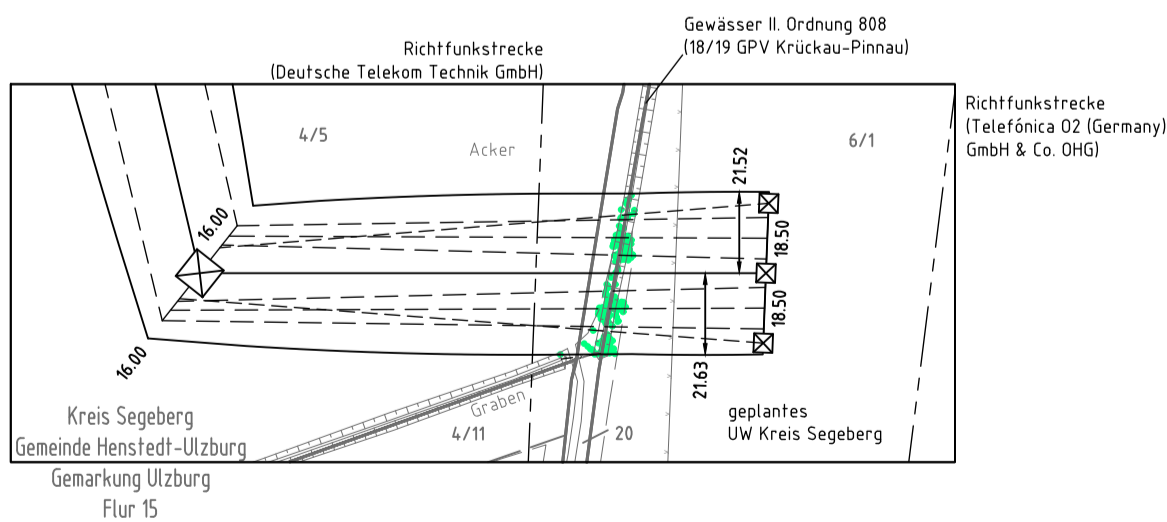 Gewässer II. Ordnung 808
(18/19 GPV Krückau-Pinnau)
Richtfunkstrecke
(Deutsche Telekom Technik GmbH)
Richtfunkstrecke
(Telefónica O2 (Germany)
GmbH & Co. OHG)
4/5
Acker
6/1
21.52
16.00
18.50
18.50
16.00
21.63
Graben
4/11
20
geplantes
UW Kreis Segeberg
Kreis Segeberg
Gemeinde Henstedt-Ulzburg
Gemarkung Ulzburg
Flur 15